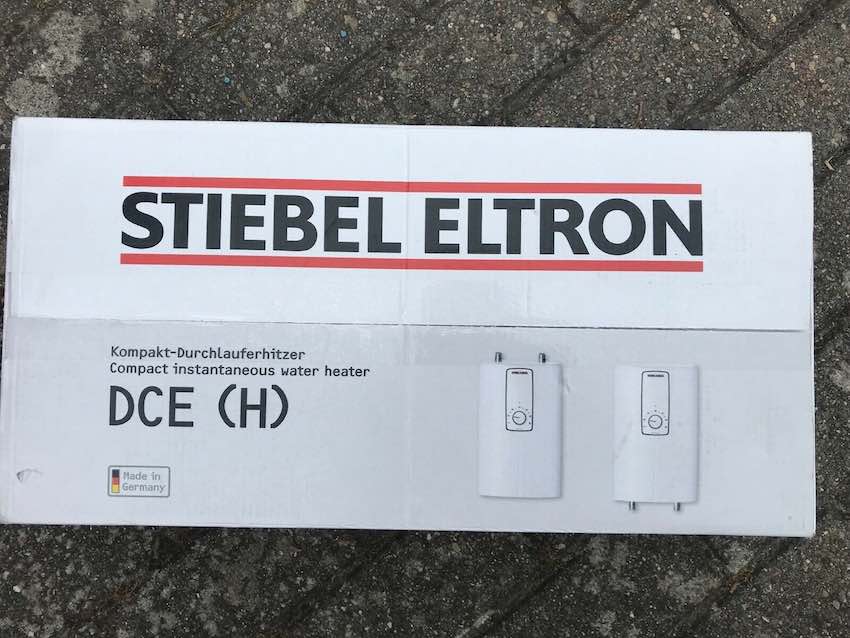 STIEBEL ELTRON
Kompakt-Durchlauferhitzer
Compact instantaneous water heater
DCE (H)
Made in
Germany